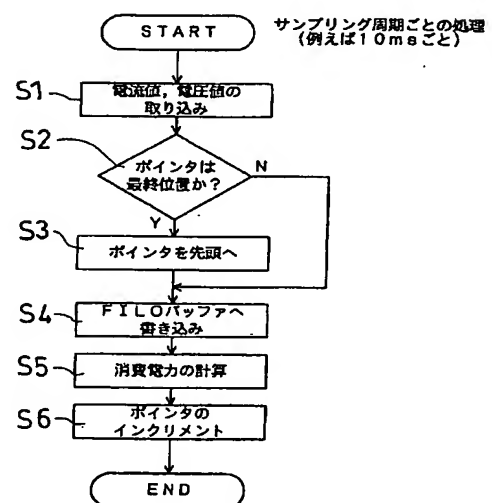 START
サンプリング周期ごとの処理
(例えば10msごと)
S1
電流値,電圧値の
取り込み
S2
ポインタは
最終位置か?
N
Y
S3
ポインタを先頭へ
S4
FILOバッファへ
書き込み
S5
消費電力の計算
S6
ポインタの
インクリメント
END